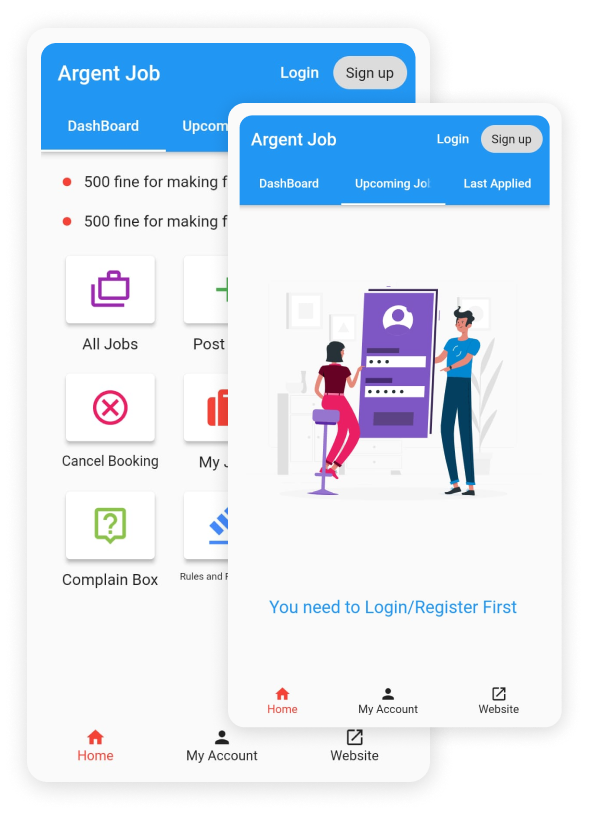 Argent Job
Login
Sign up
DashBoard
Upcom
500 fine for making f
500 fine for making f
All Jobs
Post
Cancel Booking
My J
Complain Box
Rules and
Home
My Account
Website
Argent Job
Login
Sign up
DashBoard
Upcoming Jo
Last Applied
You need to Login/Register First
Home
My Account
Website